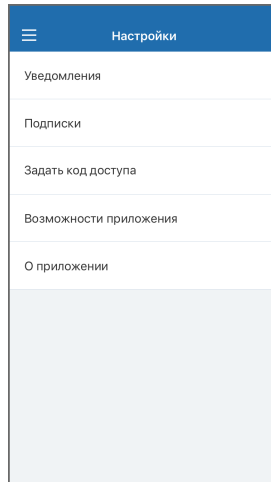 Настройки
Уведомления
Подписки
Задать код доступа
Возможности приложения
О приложении